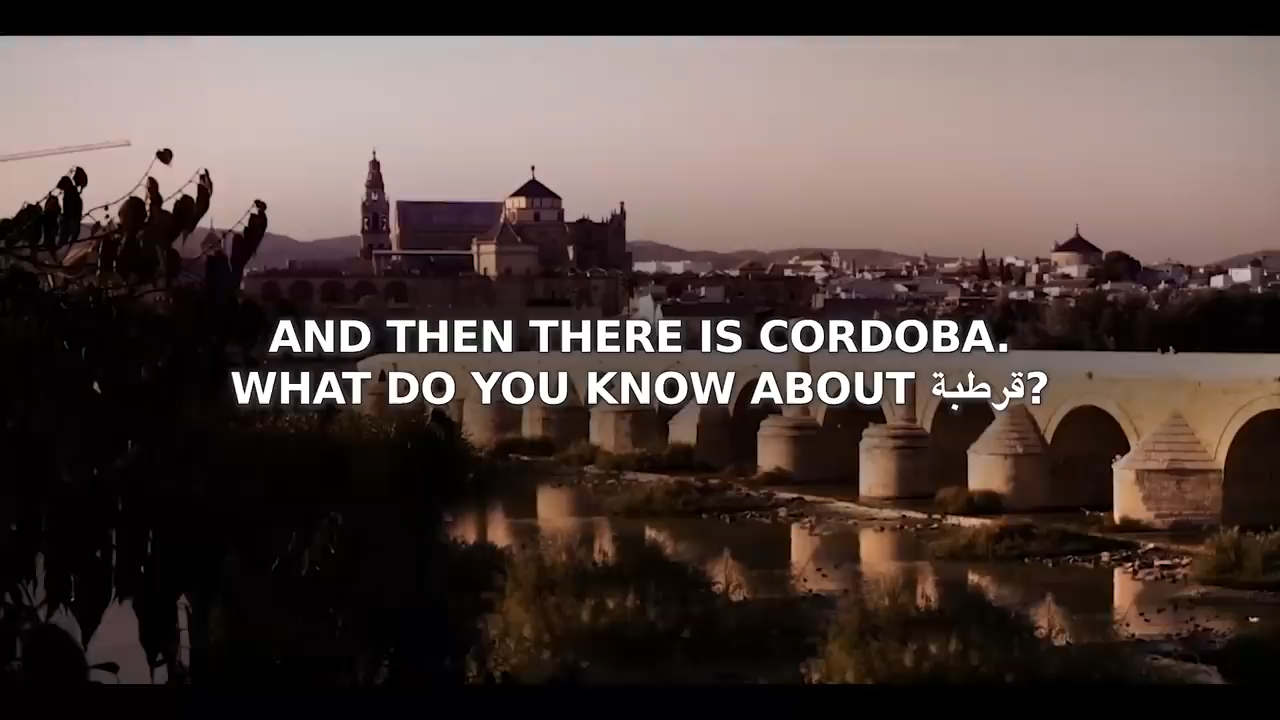 AND THEN THERE IS CORDOBA.
WHAT DO YOU KNOW ABOUT قرطبة?